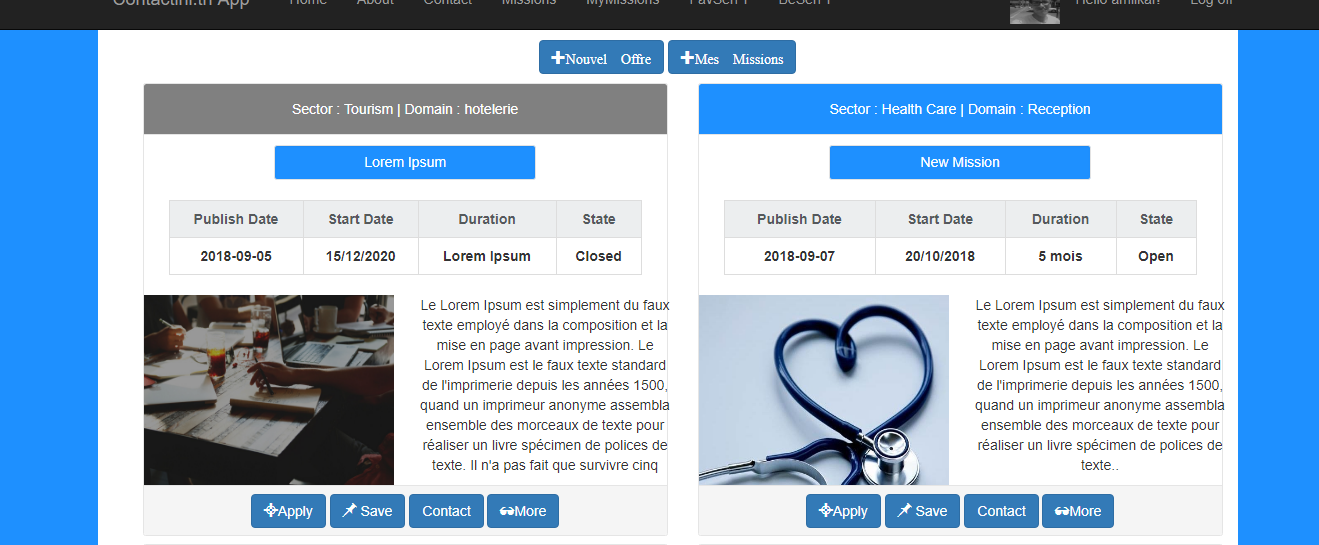 Contactini.tn App Home About Contact Missions MyMissions FavSerPr BeSerPr Hello amilkar! Log off
Nouvel Offre Mes Missions
Sector : Tourism | Domain : hotelerie
Lorem Ipsum
Publish Date Start Date Duration State
2018-09-05 15/12/2020 Lorem Ipsum Closed
Le Lorem Ipsum est simplement du faux
texte employé dans la composition et la
mise en page avant impression. Le
Lorem Ipsum est le faux texte standard
de l'imprimerie depuis les années 1500,
quand un imprimeur anonyme assembla
ensemble des morceaux de texte pour
réaliser un livre spécimen de polices de
texte. Il n'a pas fait que survivre cinq
Apply Save Contact More
Sector : Health Care | Domain : Reception
New Mission
Publish Date Start Date Duration State
2018-09-07 20/10/2018 5 mois Open
Le Lorem Ipsum est simplement du faux
texte employé dans la composition et la
mise en page avant impression. Le
Lorem Ipsum est le faux texte standard
de l'imprimerie depuis les années 1500,
quand un imprimeur anonyme assembla
ensemble des morceaux de texte pour
réaliser un livre spécimen de polices de
texte..
Apply Save Contact More